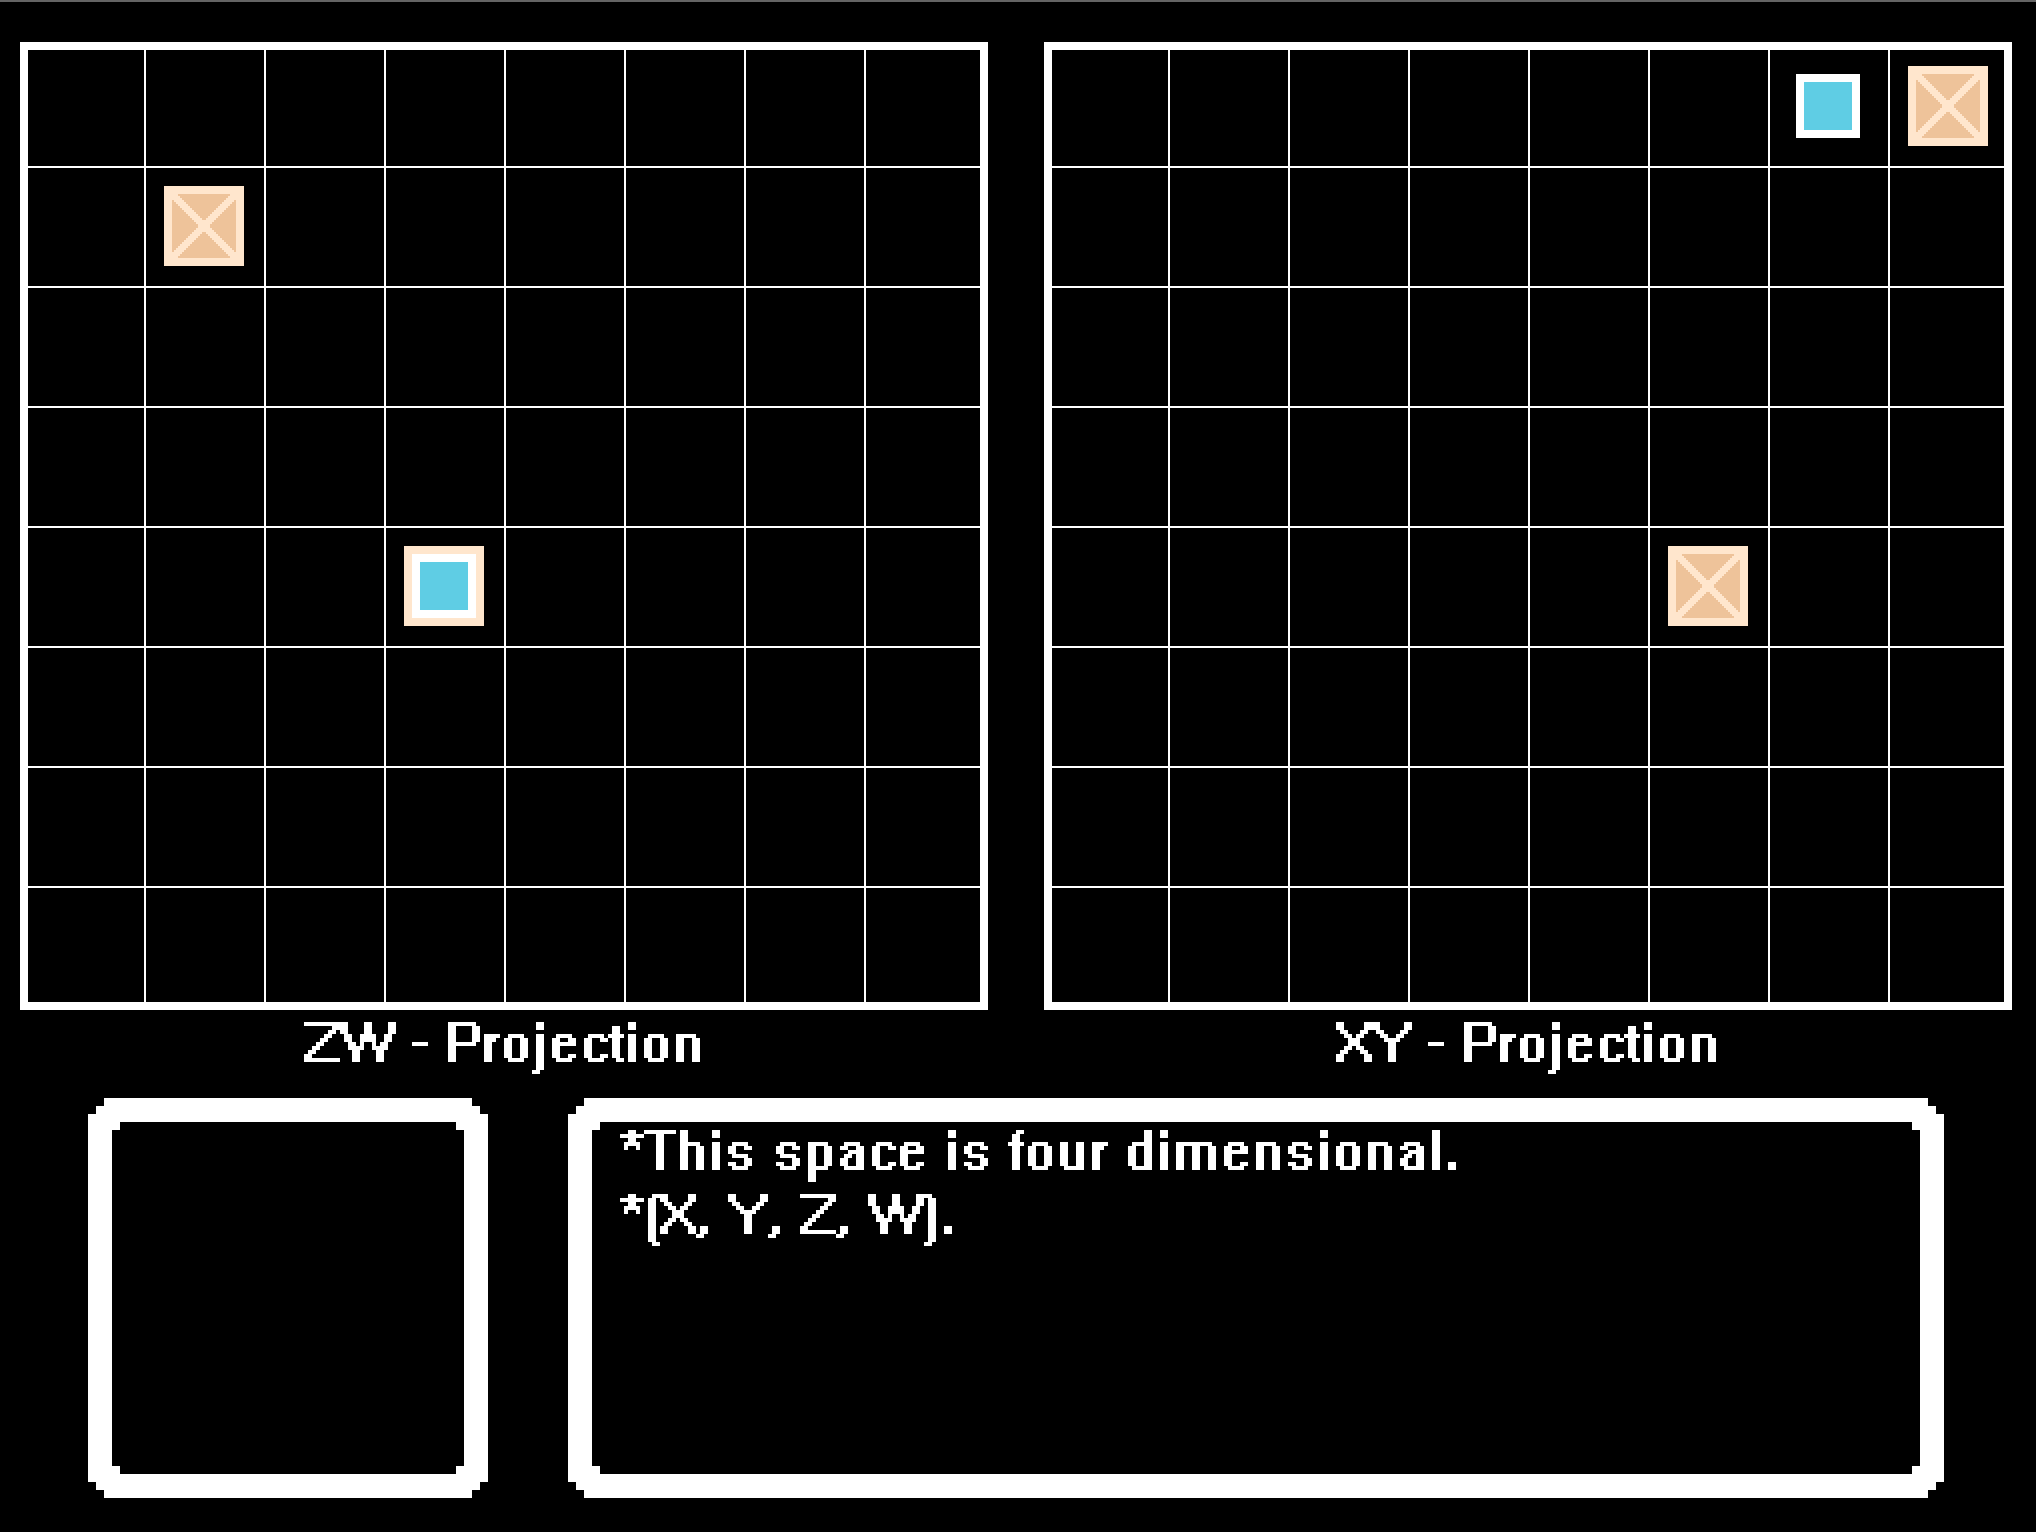 ZW - Projection
XY - Projection
*This space is four dimensional.
*(X, Y, Z, W).